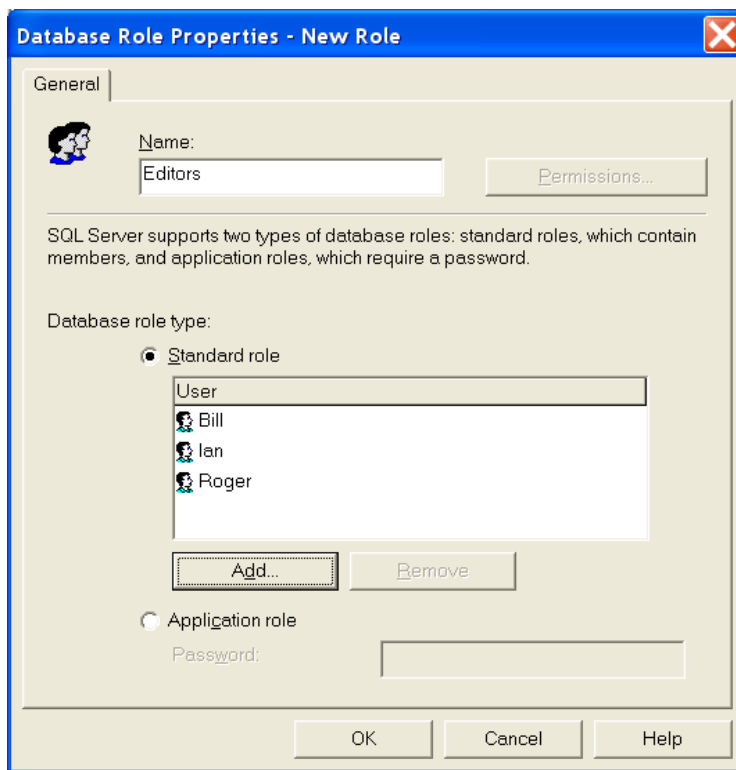 Database Role Properties - New Role
General
Name:
Editors
Permissions...
SQL Server supports two types of database roles: standard roles, which contain
members, and application roles, which require a password.
Database role type:
Standard role
User
Bill
Ian
Roger
Add...
Remove
Application role
Password:
OK
Cancel
Help